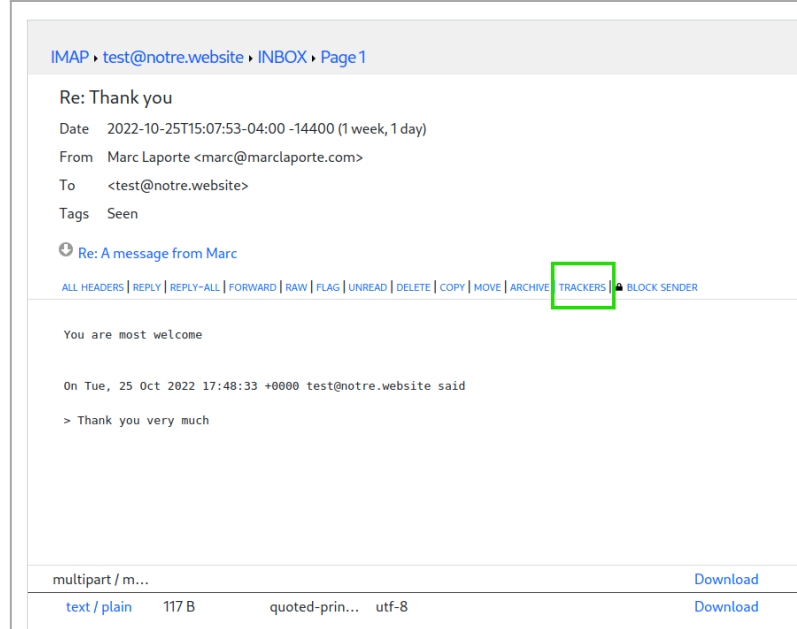 IMAP › test@notre.website › INBOX › Page 1
Re: Thank you
Date 2022-10-25T15:07:53-04:00 -14400 (1 week, 1 day)
From Marc Laporte <marc@marclaporte.com>
To <test@notre.website>
Tags Seen
Re: A message from Marc
ALL HEADERS | REPLY | REPLY-ALL | FORWARD | RAW | FLAG | UNREAD | DELETE | COPY | MOVE | ARCHIVE | TRACKERS | BLOCK SENDER
You are most welcome
On Tue, 25 Oct 2022 17:48:33 +0000 test@notre.website said
> Thank you very much
multipart / m... Download
text / plain 117 B quoted-prin... utf-8 Download